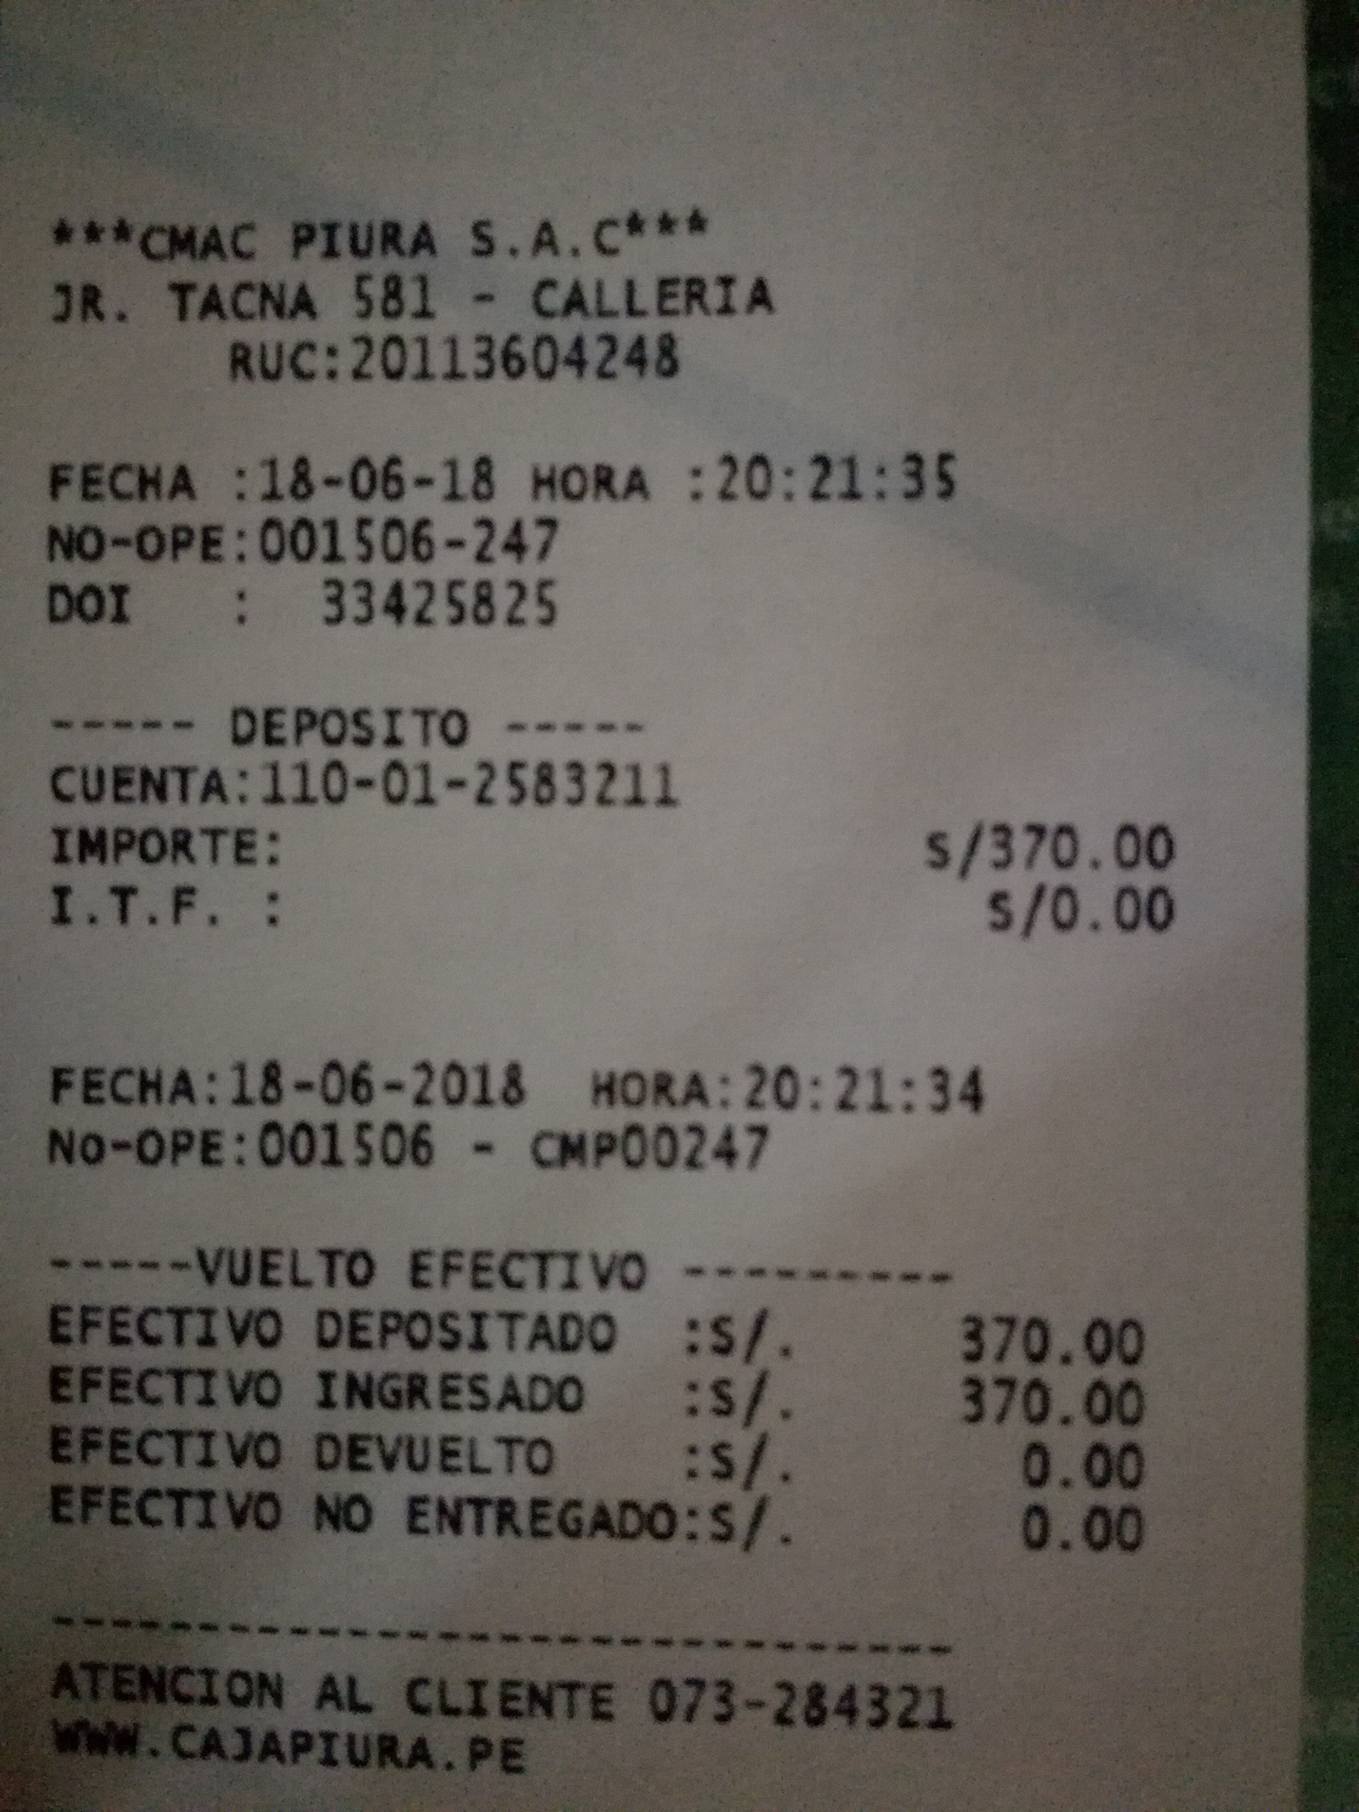 ***CMAC PIURA S.A.C***
JR. TACNA 581 - CALLERIA
RUC:20113604248
FECHA :18-06-18 HORA :20:21:35
NO-OPE:001506-247
DOI : 33425825
----- DEPOSITO -----
CUENTA:110-01-2583211
IMPORTE: S/370.00
I.T.F. : S/0.00
FECHA:18-06-2018 HORA:20:21:34
No-OPE:001506 - CMP00247
-----VUELTO EFECTIVO ---------
EFECTIVO DEPOSITADO :S/. 370.00
EFECTIVO INGRESADO :S/. 370.00
EFECTIVO DEVUELTO :S/. 0.00
EFECTIVO NO ENTREGADO:S/. 0.00
------------------------------
ATENCION AL CLIENTE 073-284321
WWW.CAJAPIURA.PE